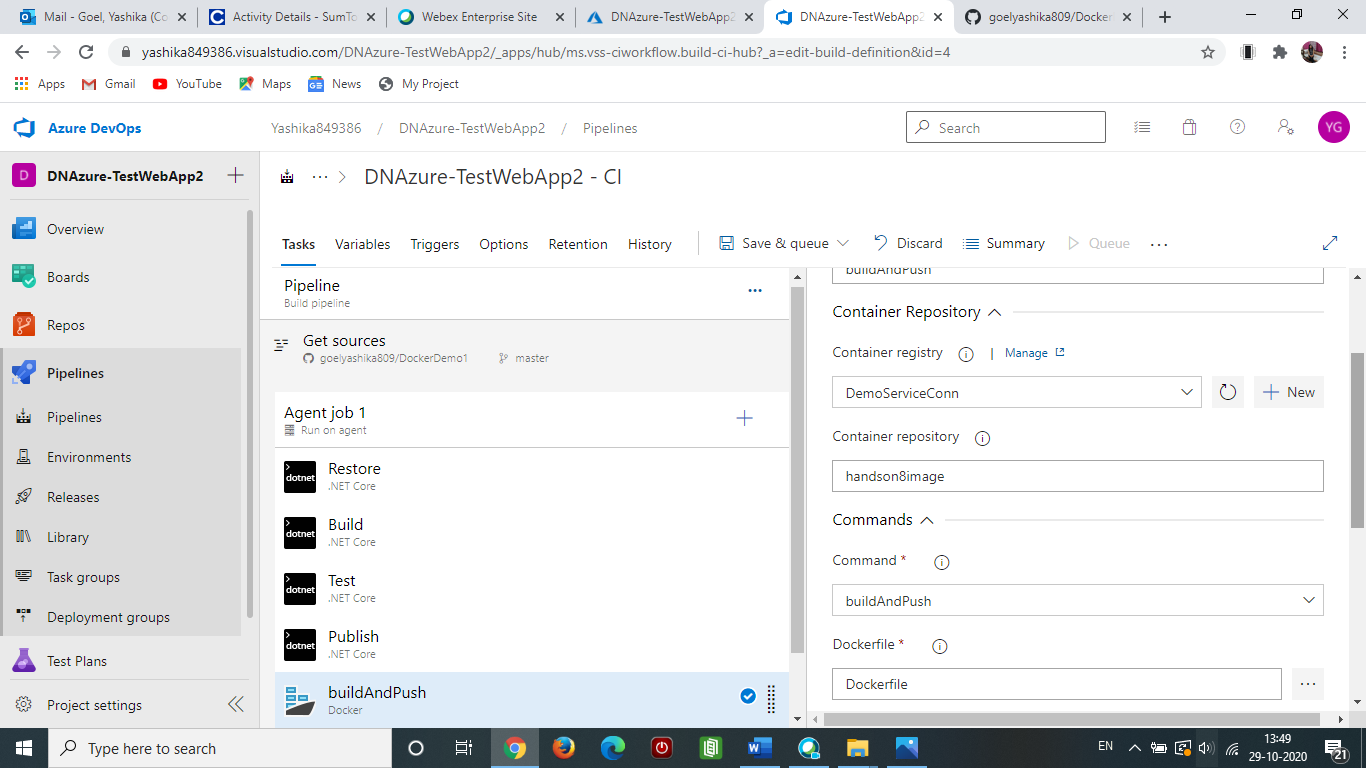 Mail - Goel, Yashika (Co
Activity Details - SumTo
Webex Enterprise Site
DNAzure-TestWebApp2
DNAzure-TestWebApp2
goelyashika809/Docker
yashika849386.visualstudio.com/DNAzure-TestWebApp2/_apps/hub/ms.vss-ciworkflow.build-ci-hub?_a=edit-build-definition&id=4
Apps
Gmail
YouTube
Maps
News
My Project
Azure DevOps
Yashika849386 / DNAzure-TestWebApp2 / Pipelines
Search
YG
D
DNAzure-TestWebApp2
... > DNAzure-TestWebApp2 - CI
Overview
Boards
Repos
Pipelines
Pipelines
Environments
Releases
Library
Task groups
Deployment groups
Test Plans
Project settings
Tasks
Variables
Triggers
Options
Retention
History
Save & queue
Discard
Summary
Queue
...
Pipeline
Build pipeline
...
Get sources
goelyashika809/DockerDemo1
master
Agent job 1
Run on agent
dotnet
Restore
.NET Core
dotnet
Build
.NET Core
dotnet
Test
.NET Core
dotnet
Publish
.NET Core
buildAndPush
Docker
buildAndPush
Container Repository
Container registry
| Manage
DemoServiceConn
New
Container repository
handson8image
Commands
Command *
buildAndPush
Dockerfile *
Dockerfile
...
Type here to search
EN
13:49
29-10-2020
21